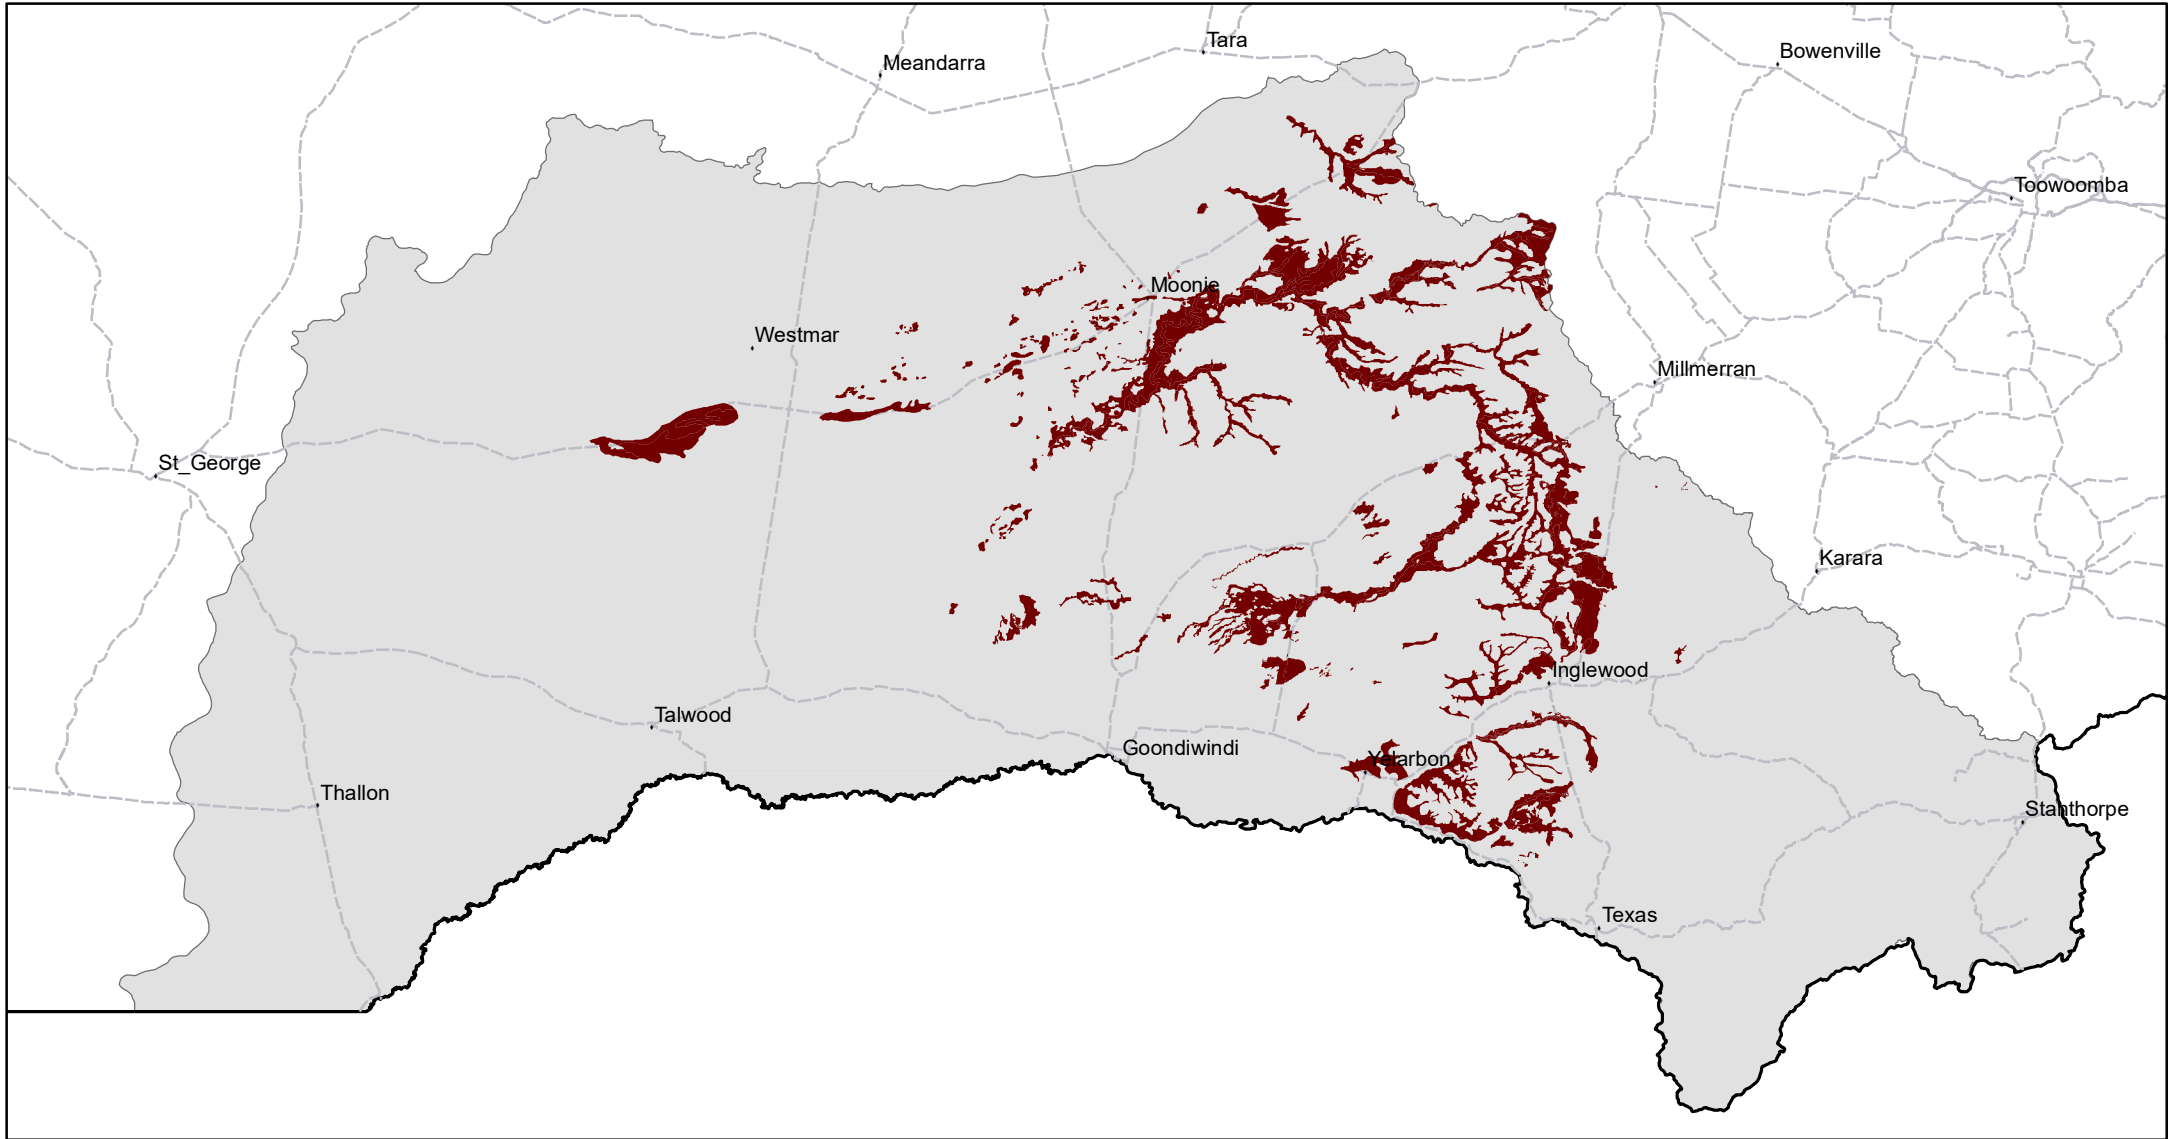 Tara
Bowenville
Meandarra
Toowoomba
Moonie
Westmar
Millmerran
St_George
Karara
Inglewood
Talwood
Goondiwindi
Yelarbon
Thallon
Stanthorpe
Texas